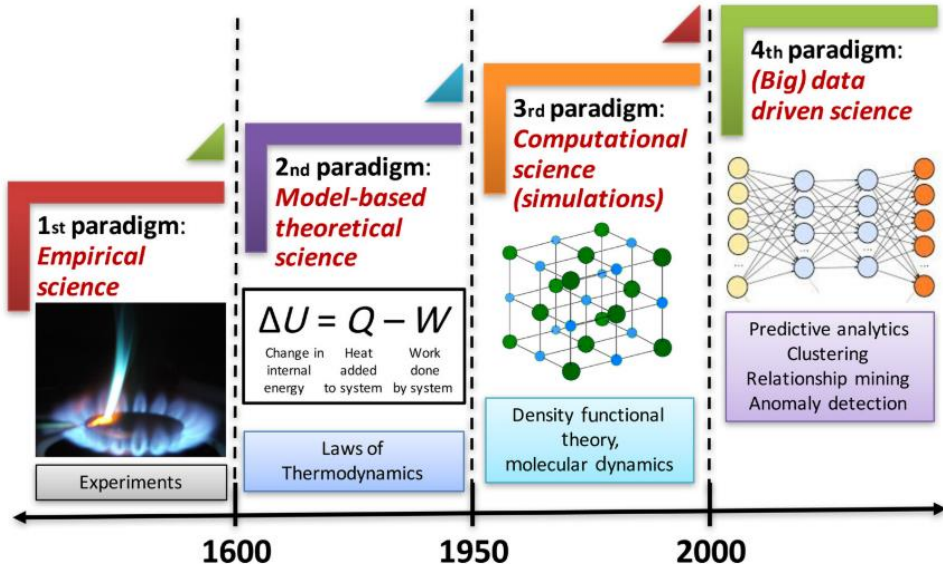 1st paradigm:
Empirical
science
Experiments
2nd paradigm:
Model-based
theoretical
science
ΔU = Q − W
Change in internal energy
Heat added to system
Work done by system
Laws of
Thermodynamics
3rd paradigm:
Computational
science
(simulations)
Density functional
theory,
molecular dynamics
4th paradigm:
(Big) data
driven science
...
...
...
...
Predictive analytics
Clustering
Relationship mining
Anomaly detection
1600
1950
2000